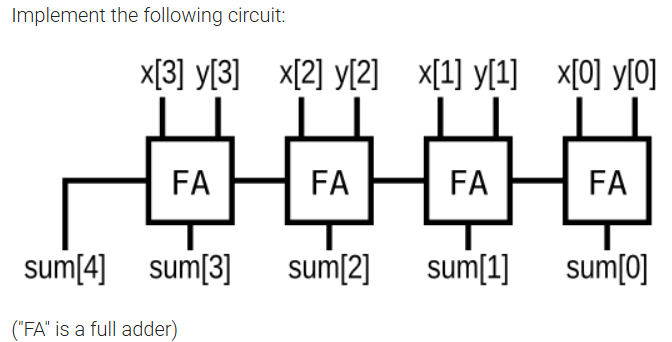 Implement the following circuit:
x[3] y[3] x[2] y[2] x[1] y[1] x[0] y[0]
FA FA FA FA
sum[4] sum[3] sum[2] sum[1] sum[0]
("FA" is a full adder)